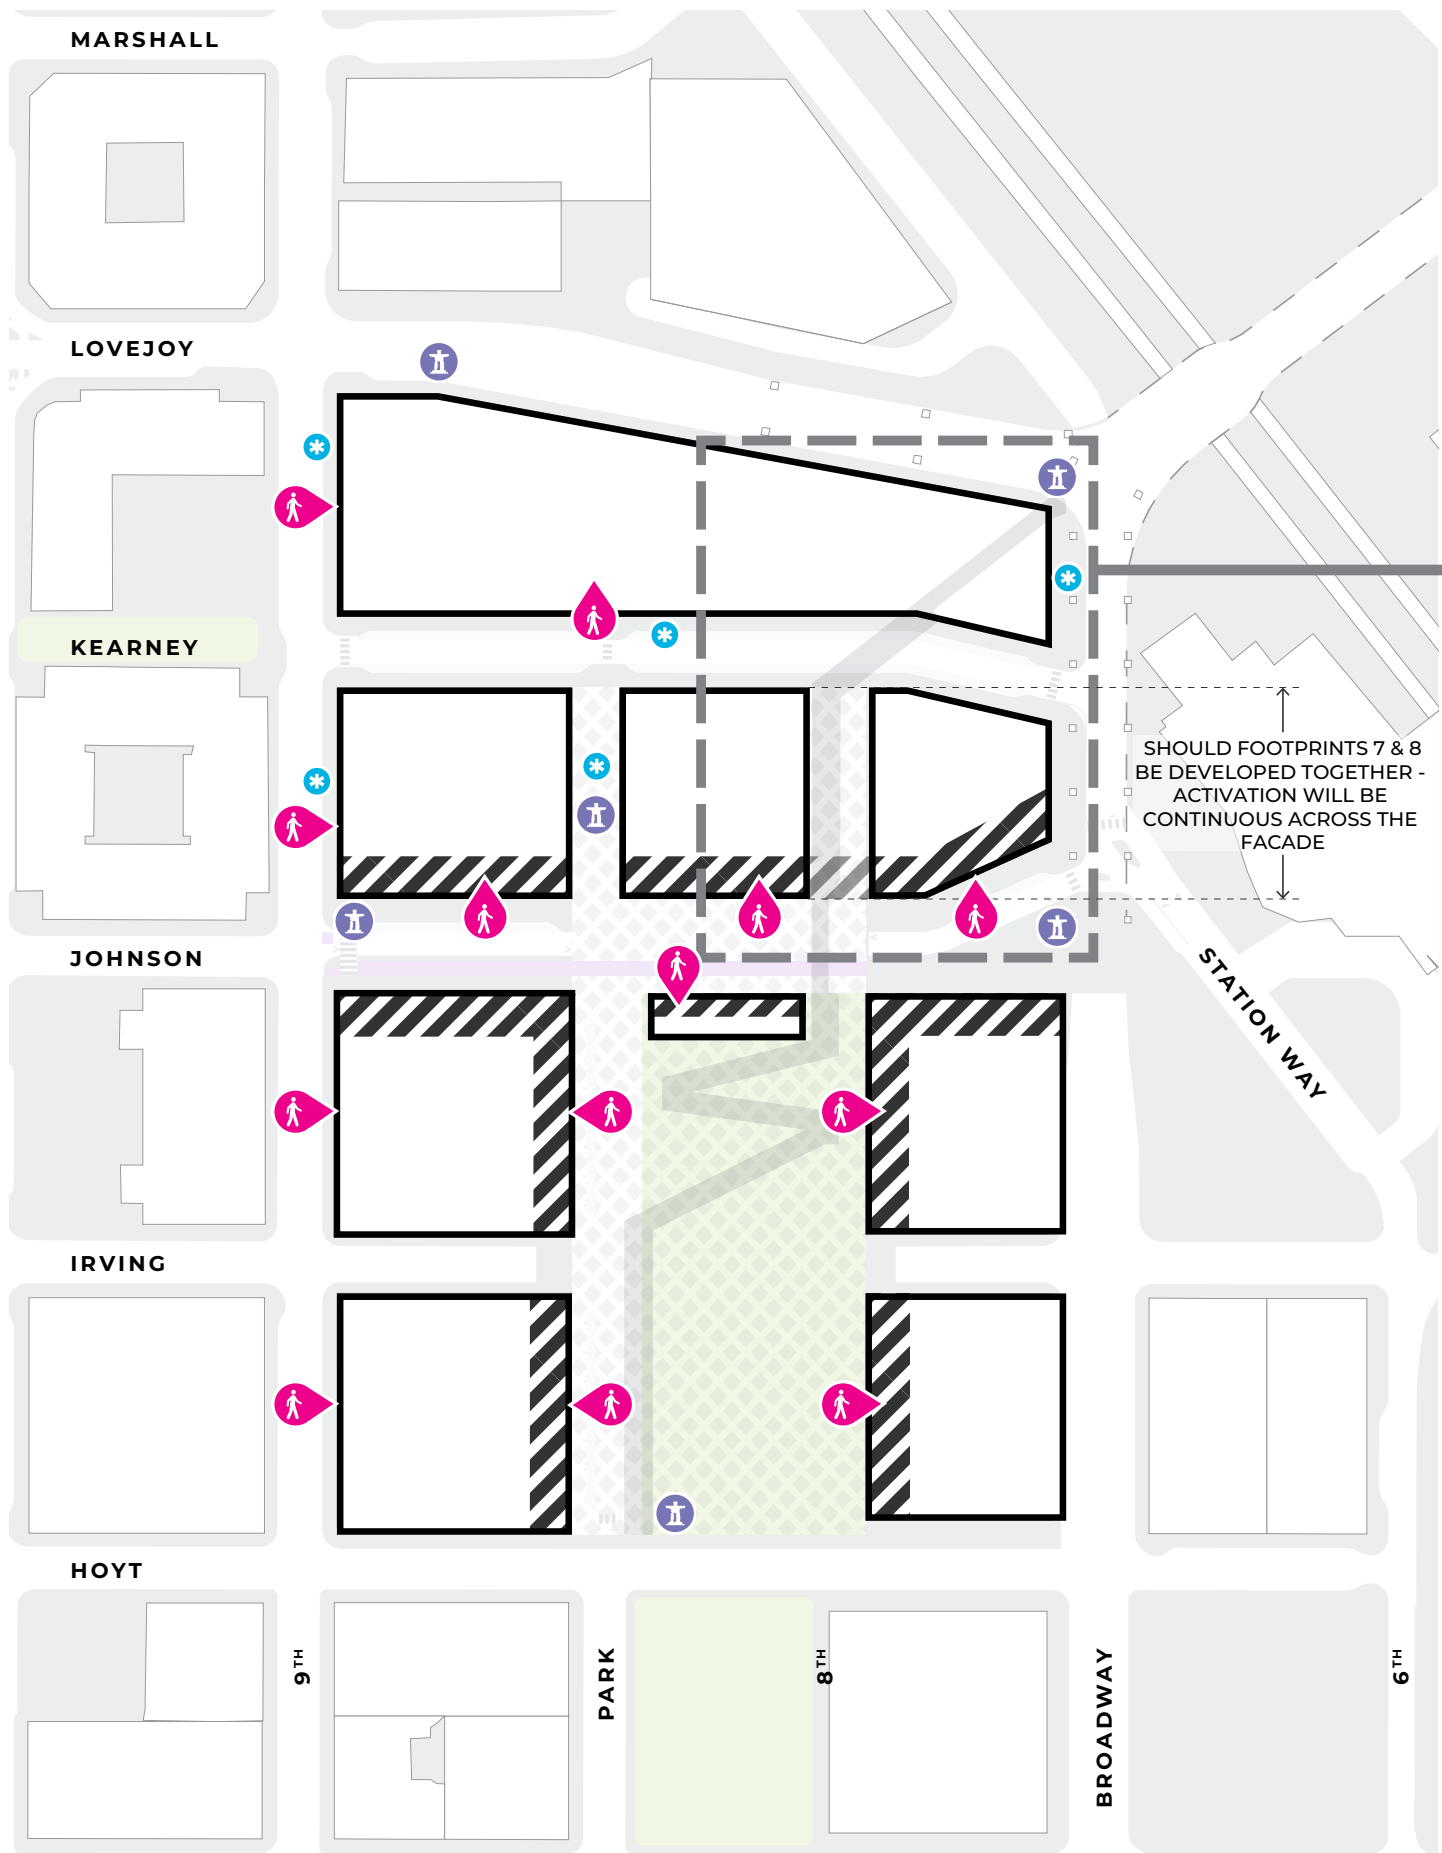 MARSHALL
LOVEJOY
KEARNEY
SHOULD FOOTPRINTS 7 & 8
BE DEVELOPED TOGETHER -
ACTIVATION WILL BE
CONTINUOUS ACROSS THE
FACADE
JOHNSON
STATION WAY
IRVING
HOYT
9TH
PARK
8TH
BROADWAY
6TH